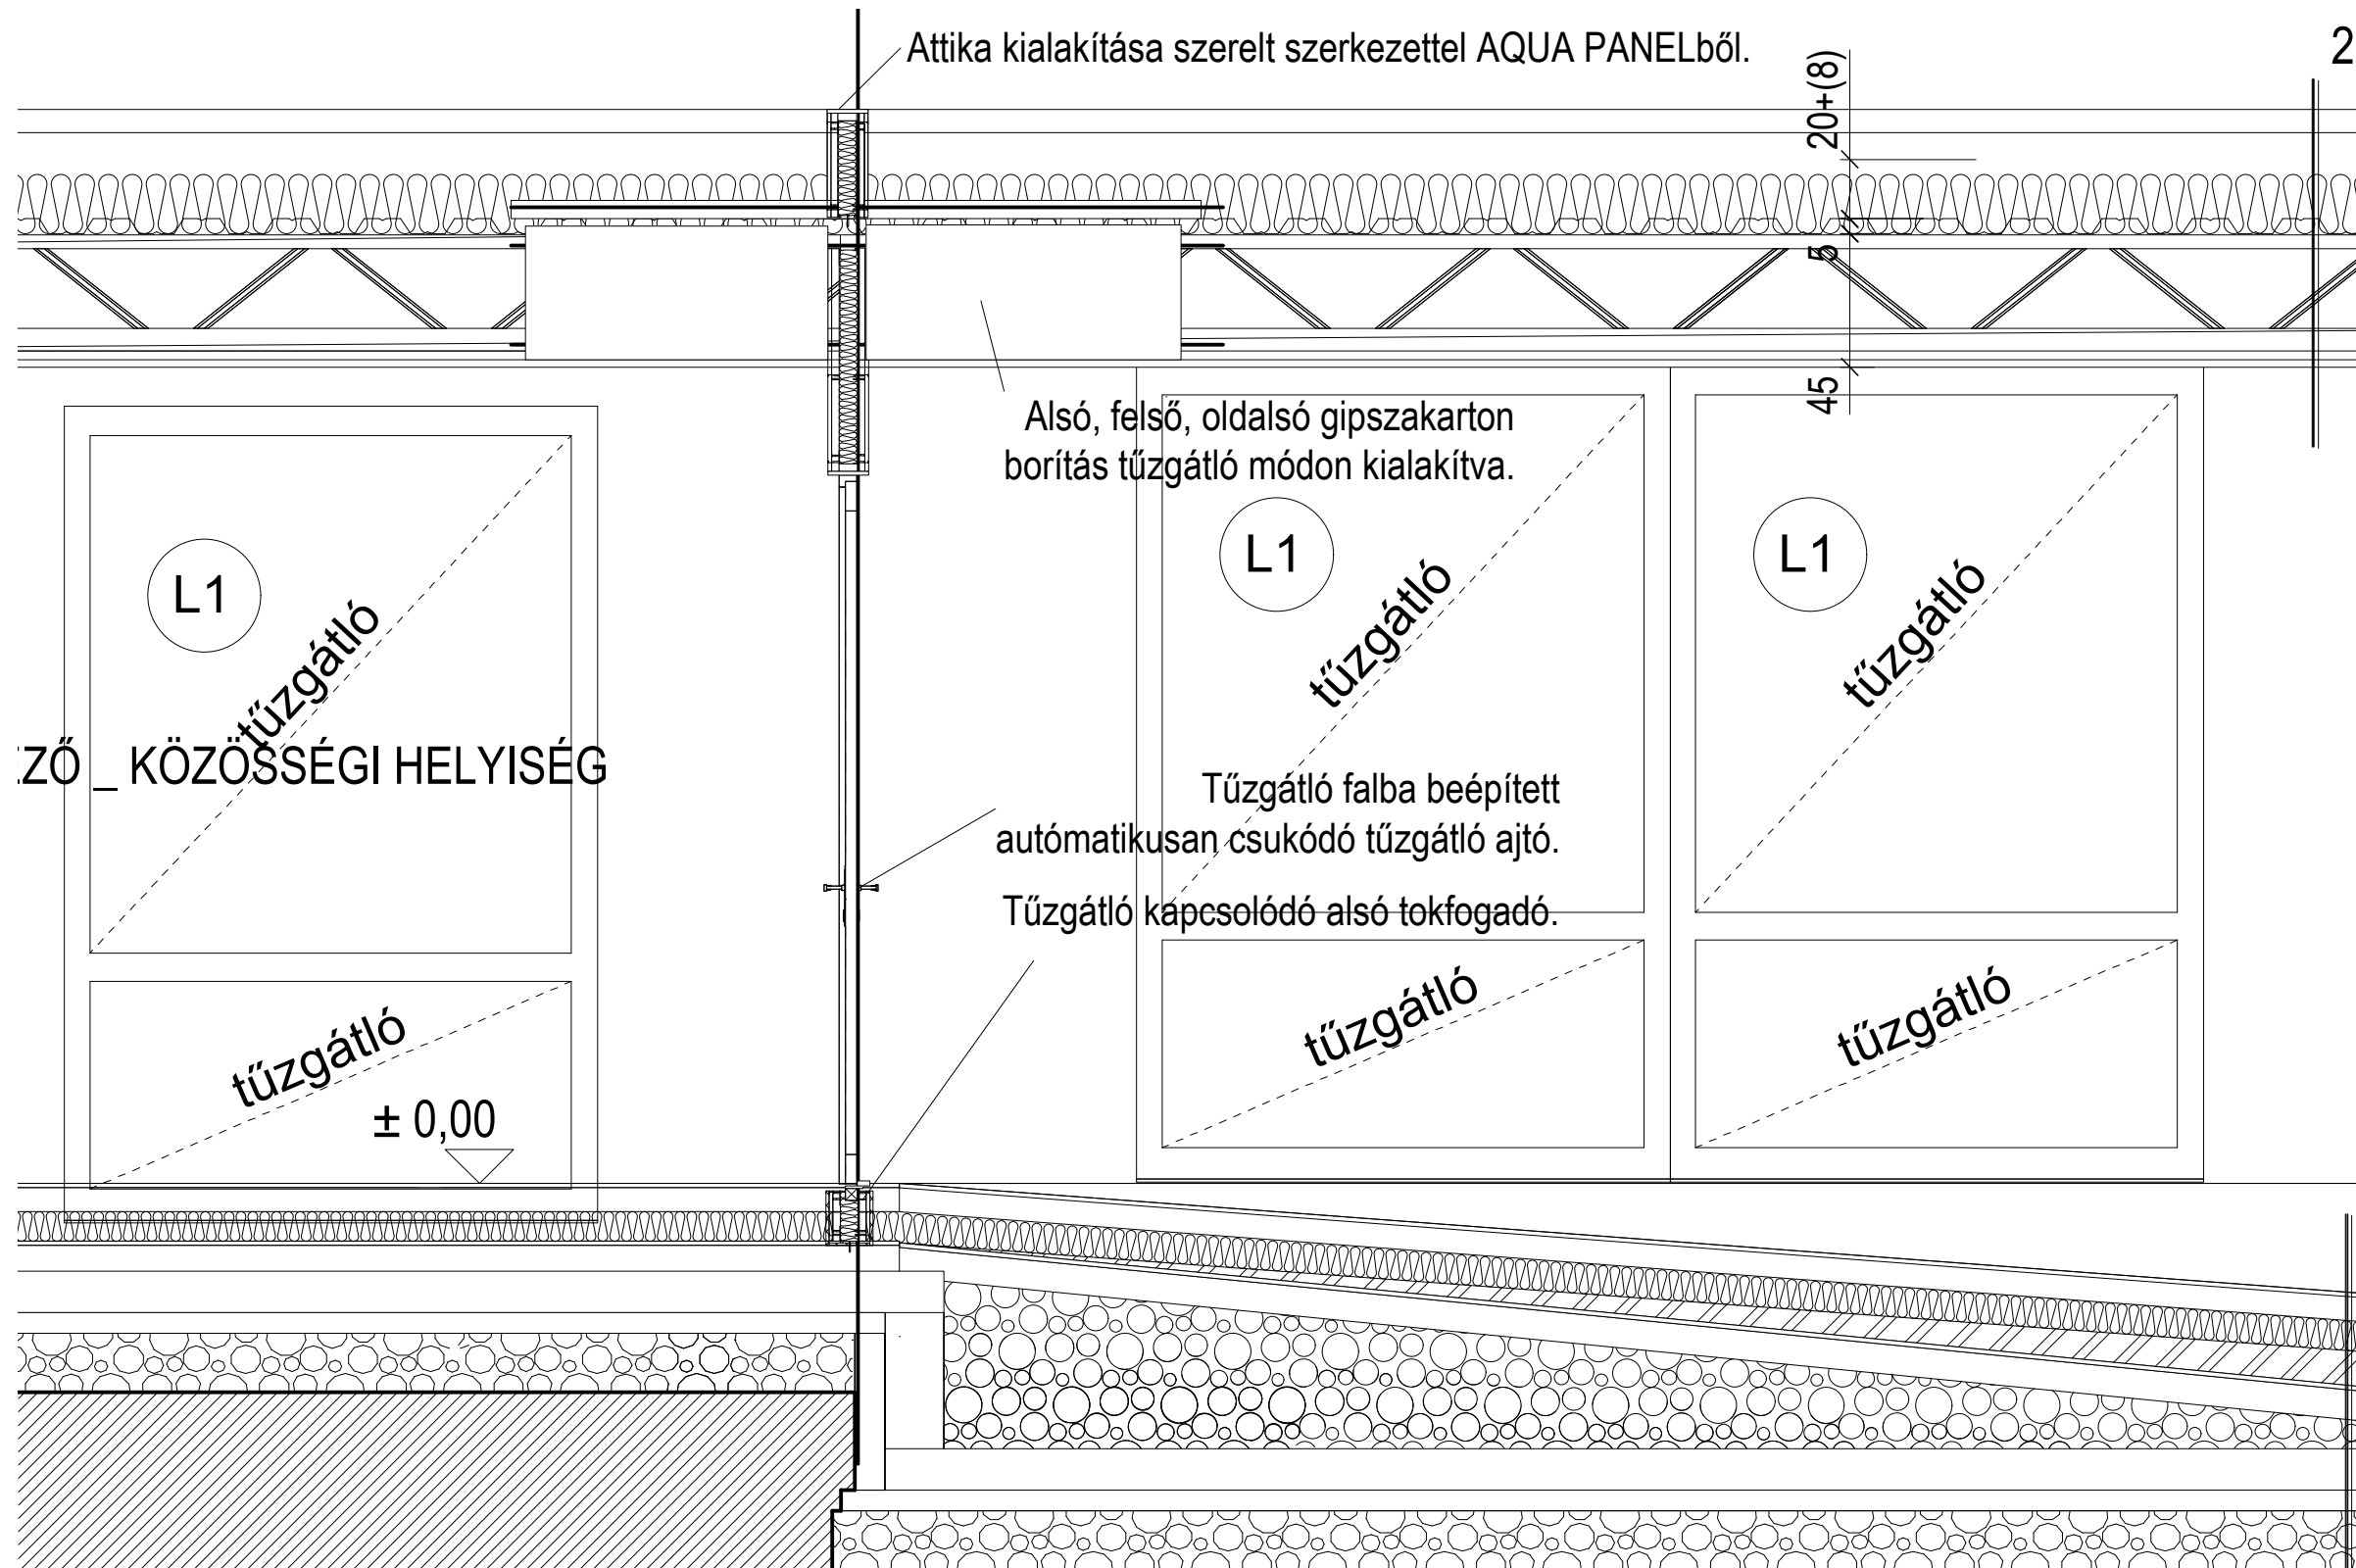 Attika kialakítása szerelt szerkezettel AQUA PANELből.
2
20+(8)
5
45
Alsó, felső, oldalsó gipszakarton
borítás tűzgátló módon kialakítva.
L1
L1
L1
tűzgátló
tűzgátló
tűzgátló
ZŐ _ KÖZÖSSÉGI HELYISÉG
Tűzgátló falba beépített
autómatikusan csukódó tűzgátló ajtó.
Tűzgátló kapcsolódó alsó tokfogadó.
tűzgátló
tűzgátló
tűzgátló
± 0,00